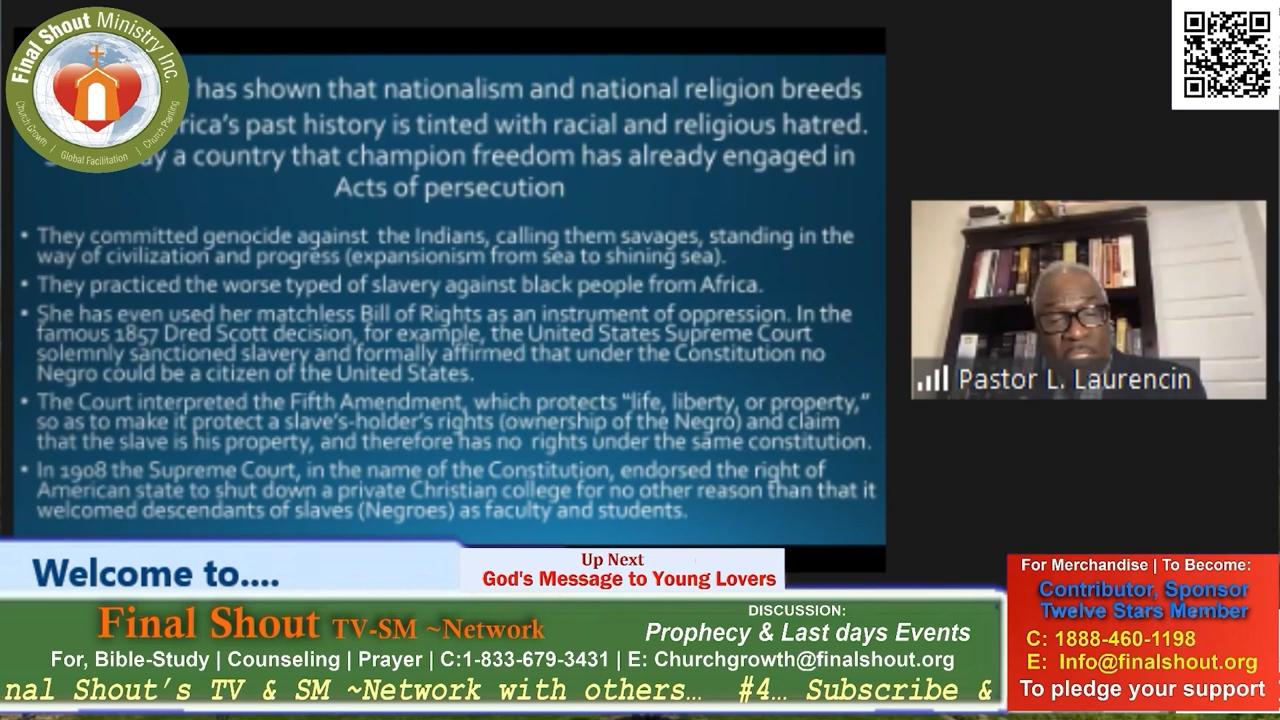 Final Shout Ministry Inc.
Church Growth | Global Facilitation | Church Planting
has shown that nationalism and national religion breeds
rica's past history is tinted with racial and religious hatred.
y a country that champion freedom has already engaged in
Acts of persecution
• They committed genocide against the Indians, calling them savages, standing in the
way of civilization and progress (expansionism from sea to shining sea).
• They practiced the worse typed of slavery against black people from Africa.
• She has even used her matchless Bill of Rights as an instrument of oppression. In the
famous 1857 Dred Scott decision, for example, the United States Supreme Court
solemnly sanctioned slavery and formally affirmed that under the Constitution no
Negro could be a citizen of the United States.
• The Court interpreted the Fifth Amendment, which protects "life, liberty, or property,"
so as to make it protect a slave's-holder's rights (ownership of the Negro) and claim
that the slave is his property, and therefore has no rights under the same constitution.
• In 1908 the Supreme Court, in the name of the Constitution, endorsed the right of
American state to shut down a private Christian college for no other reason than that it
welcomed descendants of slaves (Negroes) as faculty and students.
Pastor L. Laurencin
Welcome to....
Up Next
God's Message to Young Lovers
Final Shout TV-SM ~Network
DISCUSSION:
Prophecy & Last days Events
For, Bible-Study | Counseling | Prayer | C:1-833-679-3431 | E: Churchgrowth@finalshout.org
nal Shout's TV & SM ~Network with others… #4… Subscribe &
For Merchandise | To Become:
Contributor, Sponsor
Twelve Stars Member
C: 1888-460-1198
E: Info@finalshout.org
To pledge your support